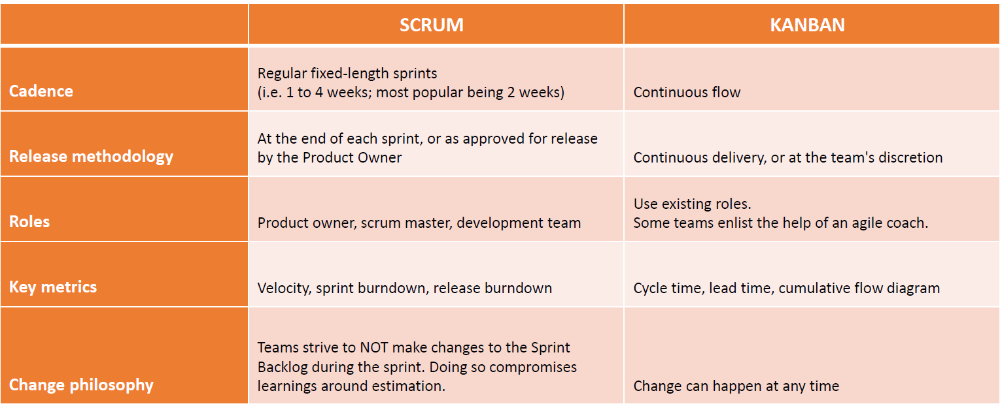 SCRUM
KANBAN
Cadence
Regular fixed-length sprints
(i.e. 1 to 4 weeks; most popular being 2 weeks)
Continuous flow
Release methodology
At the end of each sprint, or as approved for release
by the Product Owner
Continuous delivery, or at the team's discretion
Roles
Product owner, scrum master, development team
Use existing roles.
Some teams enlist the help of an agile coach.
Key metrics
Velocity, sprint burndown, release burndown
Cycle time, lead time, cumulative flow diagram
Change philosophy
Teams strive to NOT make changes to the Sprint
Backlog during the sprint. Doing so compromises
learnings around estimation.
Change can happen at any time